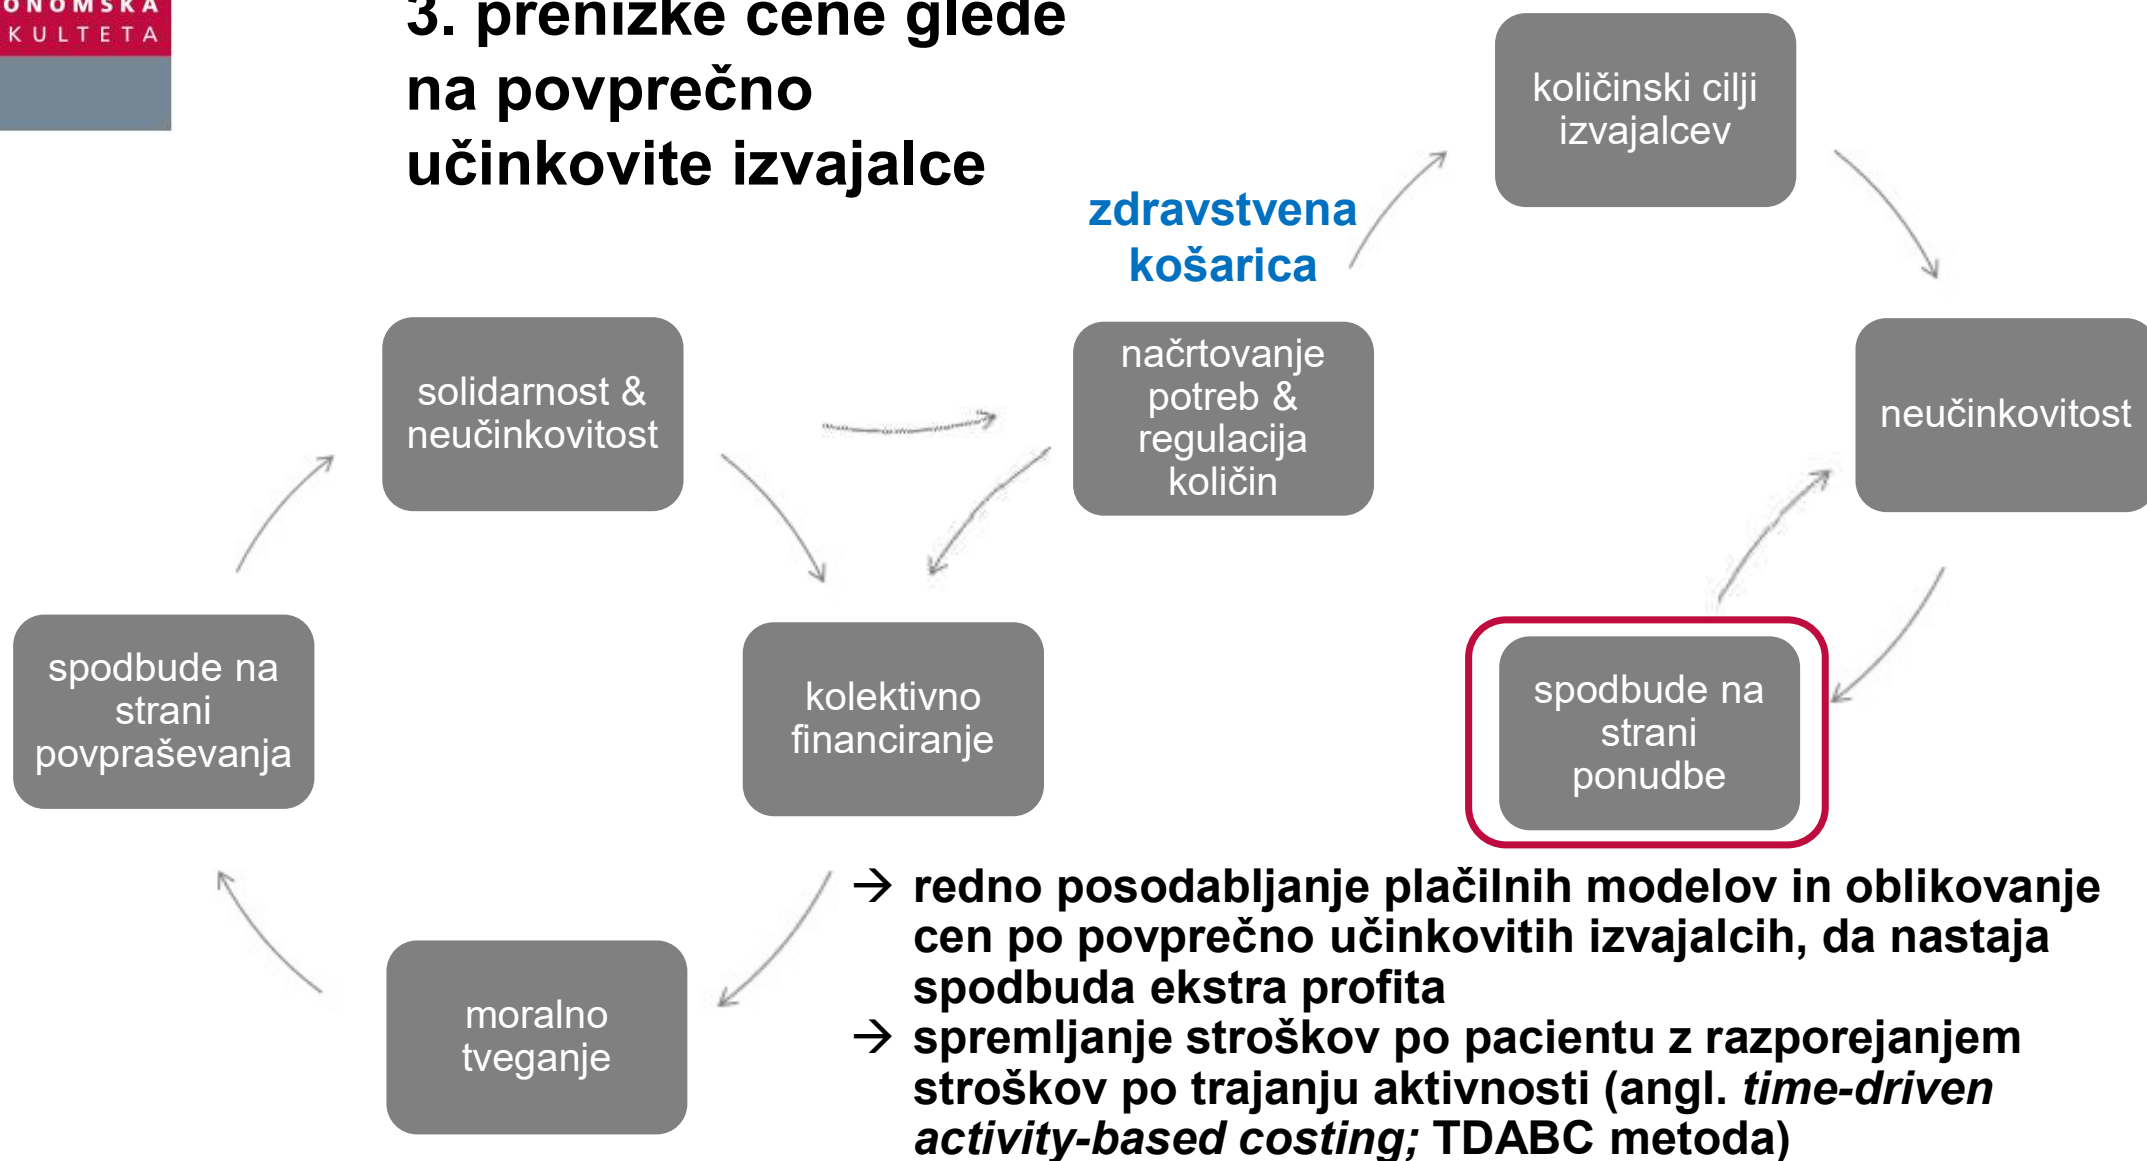 ONOMSKA
KULTETA
3. prenizke cene glede
na povprečno
učinkovite izvajalce
količinski cilji
izvajalcev
zdravstvena
košarica
solidarnost &
neučinkovitost
načrtovanje
potreb &
regulacija
količin
neučinkovitost
spodbude na
strani
povpraševanja
kolektivno
financiranje
spodbude na
strani
ponudbe
moralno
tveganje
→ redno posodabljanje plačilnih modelov in oblikovanje
cen po povprečno učinkovitih izvajalcih, da nastaja
spodbuda ekstra profita
→ spremljanje stroškov po pacientu z razporejanjem
stroškov po trajanju aktivnosti (angl. time-driven
activity-based costing; TDABC metoda)